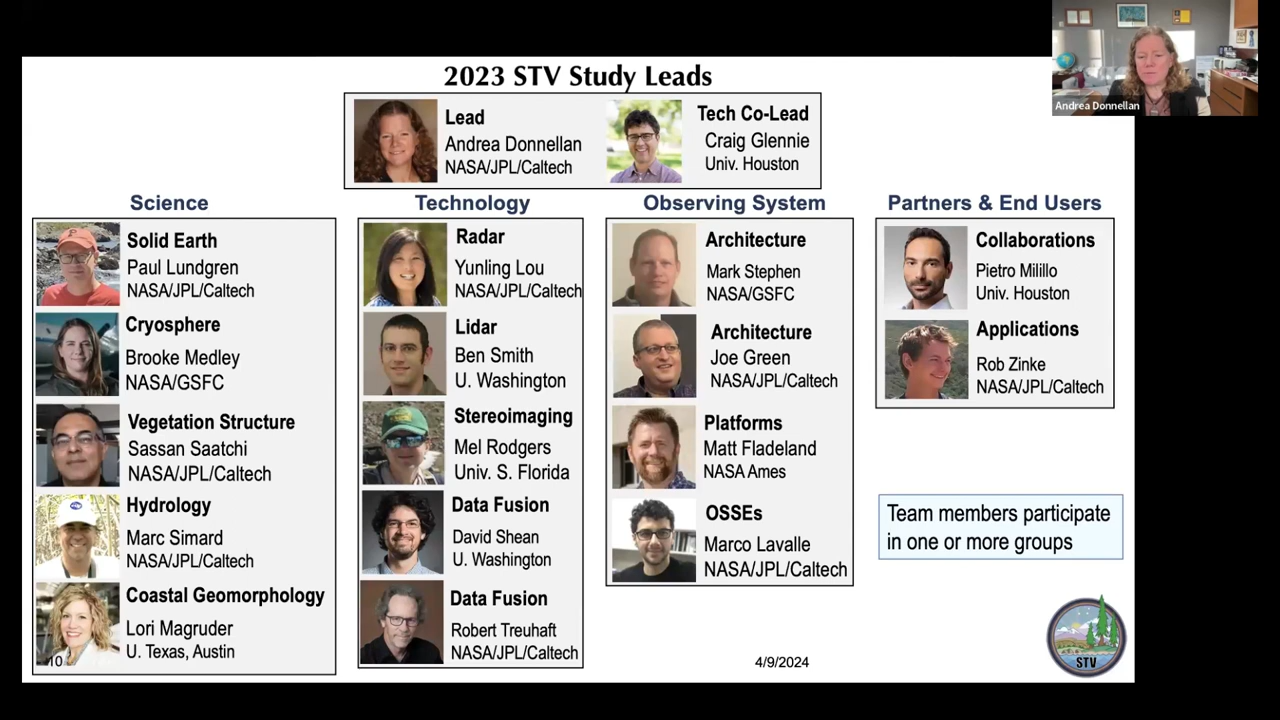 2023 STV Study Leads
Lead
Andrea Donnellan
NASA/JPL/Caltech
Tech Co-Lead
Craig Glennie
Univ. Houston
Andrea Donnellan
Science
Solid Earth
Paul Lundgren
NASA/JPL/Caltech
Cryosphere
Brooke Medley
NASA/GSFC
Vegetation Structure
Sassan Saatchi
NASA/JPL/Caltech
Hydrology
Marc Simard
NASA/JPL/Caltech
Coastal Geomorphology
Lori Magruder
U. Texas, Austin
10
Technology
Radar
Yunling Lou
NASA/JPL/Caltech
Lidar
Ben Smith
U. Washington
Stereoimaging
Mel Rodgers
Univ. S. Florida
Data Fusion
David Shean
U. Washington
Data Fusion
Robert Treuhaft
NASA/JPL/Caltech
Observing System
Architecture
Mark Stephen
NASA/GSFC
Architecture
Joe Green
NASA/JPL/Caltech
Platforms
Matt Fladeland
NASA Ames
OSSEs
Marco Lavalle
NASA/JPL/Caltech
Partners & End Users
Collaborations
Pietro Milillo
Univ. Houston
Applications
Rob Zinke
NASA/JPL/Caltech
Team members participate
in one or more groups
4/9/2024
STV